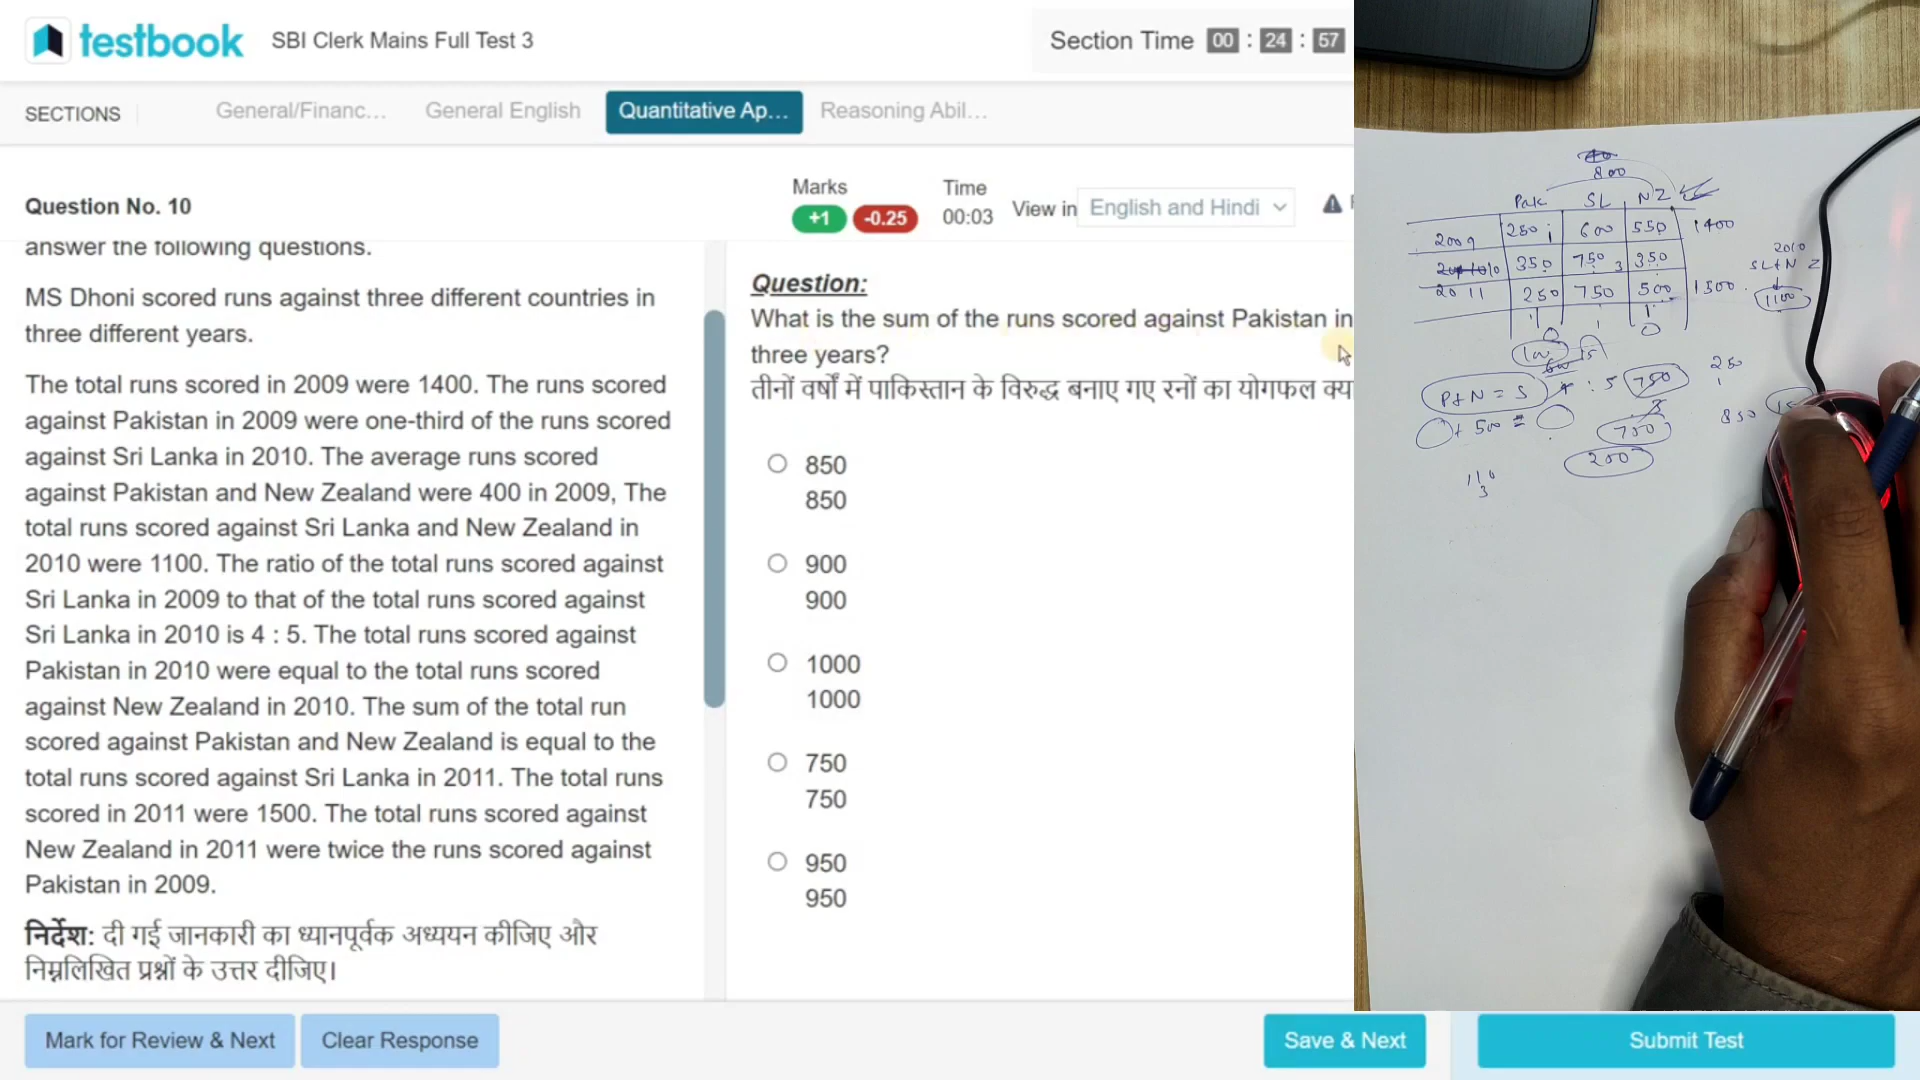 testbook
SBI Clerk Mains Full Test 3
Section Time 00 : 24 : 57
SECTIONS
General/Financ...
General English
Quantitative Ap...
Reasoning Abil...
Question No. 10
Marks
+1 -0.25
Time
00:03
View in English and Hindi
answer the following questions.
MS Dhoni scored runs against three different countries in
three different years.
The total runs scored in 2009 were 1400. The runs scored
against Pakistan in 2009 were one-third of the runs scored
against Sri Lanka in 2010. The average runs scored
against Pakistan and New Zealand were 400 in 2009, The
total runs scored against Sri Lanka and New Zealand in
2010 were 1100. The ratio of the total runs scored against
Sri Lanka in 2009 to that of the total runs scored against
Sri Lanka in 2010 is 4 : 5. The total runs scored against
Pakistan in 2010 were equal to the total runs scored
against New Zealand in 2010. The sum of the total run
scored against Pakistan and New Zealand is equal to the
total runs scored against Sri Lanka in 2011. The total runs
scored in 2011 were 1500. The total runs scored against
New Zealand in 2011 were twice the runs scored against
Pakistan in 2009.
निर्देश: दी गई जानकारी का ध्यानपूर्वक अध्ययन कीजिए और
निम्नलिखित प्रश्नों के उत्तर दीजिए।
Question:
What is the sum of the runs scored against Pakistan in
three years?
तीनों वर्षों में पाकिस्तान के विरुद्ध बनाए गए रनों का योगफल क्या
850
850
900
900
1000
1000
750
750
950
950
Mark for Review & Next
Clear Response
Save & Next
Submit Test
800
Pak SL NZ
2009 250 600 550 1400
350 750 350
2011 250 750 500 1500
2010
SL+N Z
1100
100
P+N = S : 5 750 250
+ 500 = 750 850
200
110
3